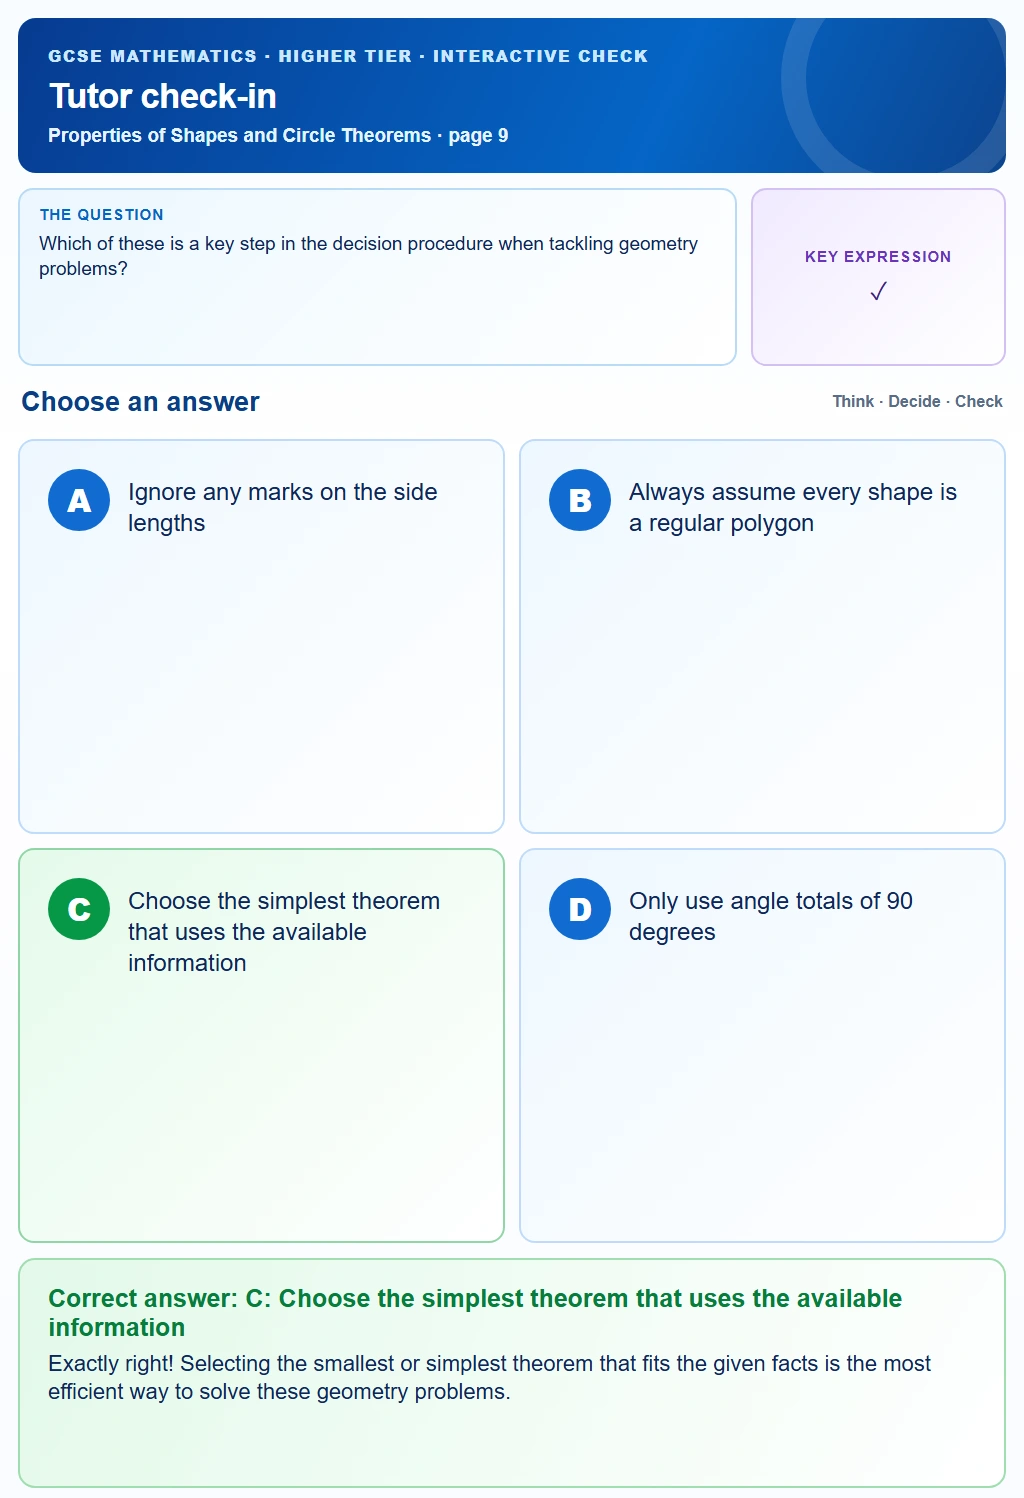 GCSE MATHEMATICS · HIGHER TIER · INTERACTIVE CHECK
Tutor check-in
Properties of Shapes and Circle Theorems · page 9
THE QUESTION
Which of these is a key step in the decision procedure when tackling geometry
problems?
KEY EXPRESSION
✓
Choose an answer
Think · Decide · Check
A
Ignore any marks on the side
lengths
B
Always assume every shape is
a regular polygon
C
Choose the simplest theorem
that uses the available
information
D
Only use angle totals of 90
degrees
Correct answer: C: Choose the simplest theorem that uses the available
information
Exactly right! Selecting the smallest or simplest theorem that fits the given facts is the most
efficient way to solve these geometry problems.